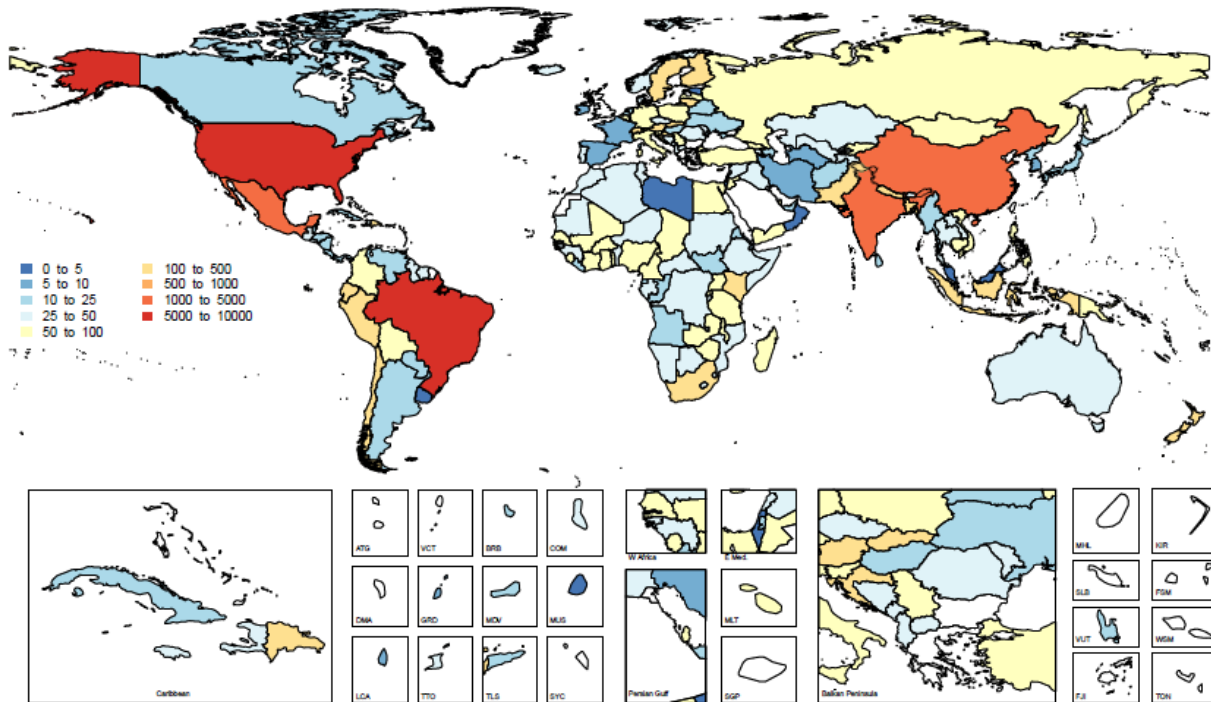 0 to 5
5 to 10
10 to 25
25 to 50
50 to 100
100 to 500
500 to 1000
1000 to 5000
5000 to 10000
ATG
VCT
BRB
COM
W Africa
E Med.
MHL
KIR
DMA
GRD
MDV
MUS
MLT
SLB
FSM
VUT
WSM
Caribbean
LCA
TTO
TLS
SYC
Persian Gulf
SGP
Balkan Peninsula
FJI
TON